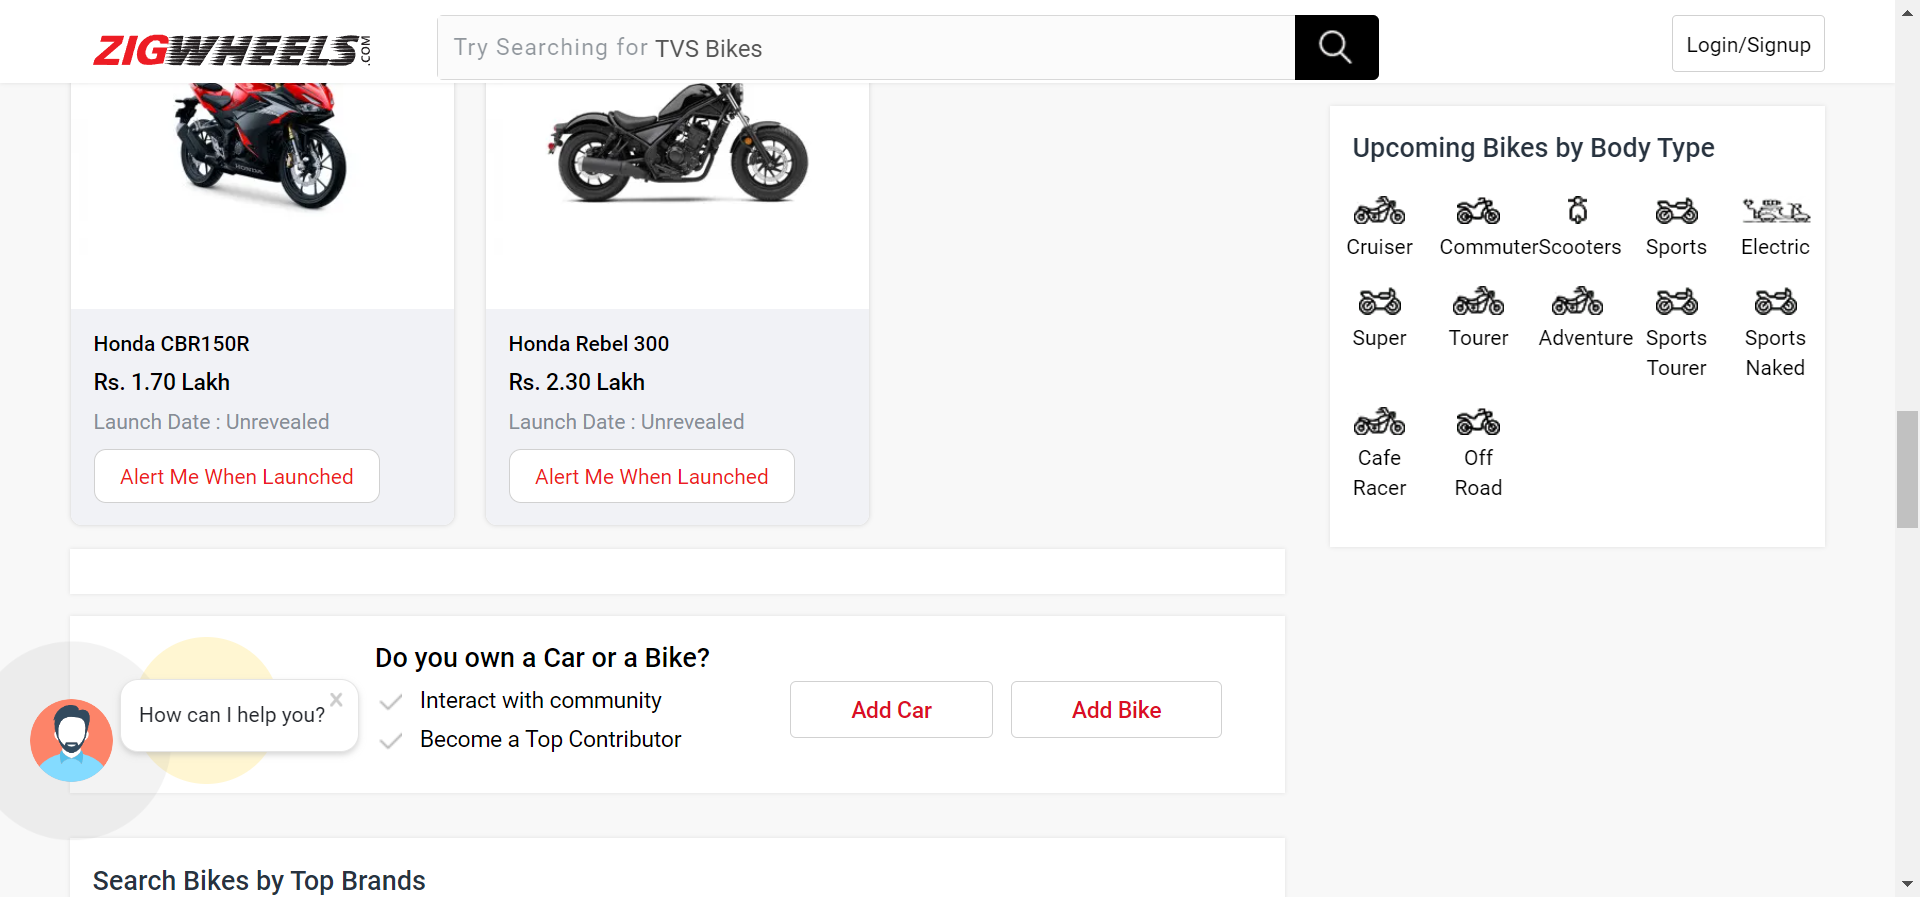 ZIGWHEELS.COM
Try Searching for TVS Bikes
Login/Signup
HONDA
Honda CBR150R
Rs. 1.70 Lakh
Launch Date : Unrevealed
Alert Me When Launched
Honda Rebel 300
Rs. 2.30 Lakh
Launch Date : Unrevealed
Alert Me When Launched
Upcoming Bikes by Body Type
Cruiser
Commuter
Scooters
Sports
Electric
Super
Tourer
Adventure
Sports
Tourer
Sports
Naked
Cafe
Racer
Off
Road
Do you own a Car or a Bike?
Interact with community
Become a Top Contributor
Add Car
Add Bike
How can I help you?
Search Bikes by Top Brands